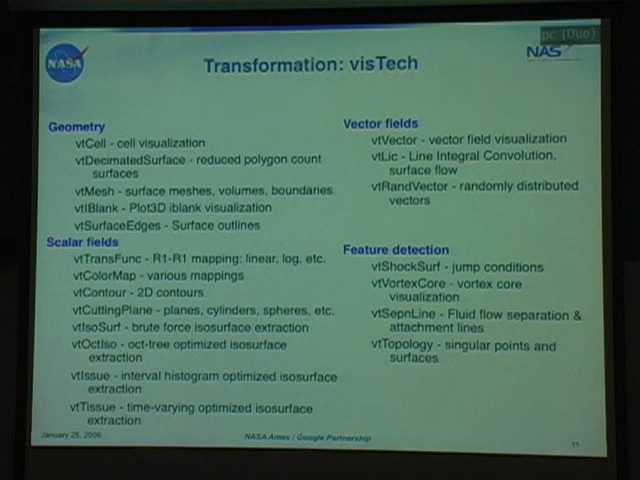 pc (Duo)
NASA
NAS
Transformation: visTech
Geometry
vtCell - cell visualization
vtDecimatedSurface - reduced polygon count
surfaces
vtMesh - surface meshes, volumes, boundaries
vtIBlank - Plot3D iblank visualization
vtSurfaceEdges - Surface outlines
Scalar fields
vtTransFunc - R1-R1 mapping: linear, log, etc.
vtColorMap - various mappings
vtContour - 2D contours
vtCuttingPlane - planes, cylinders, spheres, etc.
vtIsoSurf - brute force isosurface extraction
vtOctIso - oct-tree optimized isosurface
extraction
vtIssue - interval histogram optimized isosurface
extraction
vtTissue - time-varying optimized isosurface
extraction
Vector fields
vtVector - vector field visualization
vtLic - Line Integral Convolution,
surface flow
vtRandVector - randomly distributed
vectors
Feature detection
vtShockSurf - jump conditions
vtVortexCore - vortex core
visualization
vtSepnLine - Fluid flow separation &
attachment lines
vtTopology - singular points and
surfaces
January 25, 2006
NASA Ames / Google Partnership
11